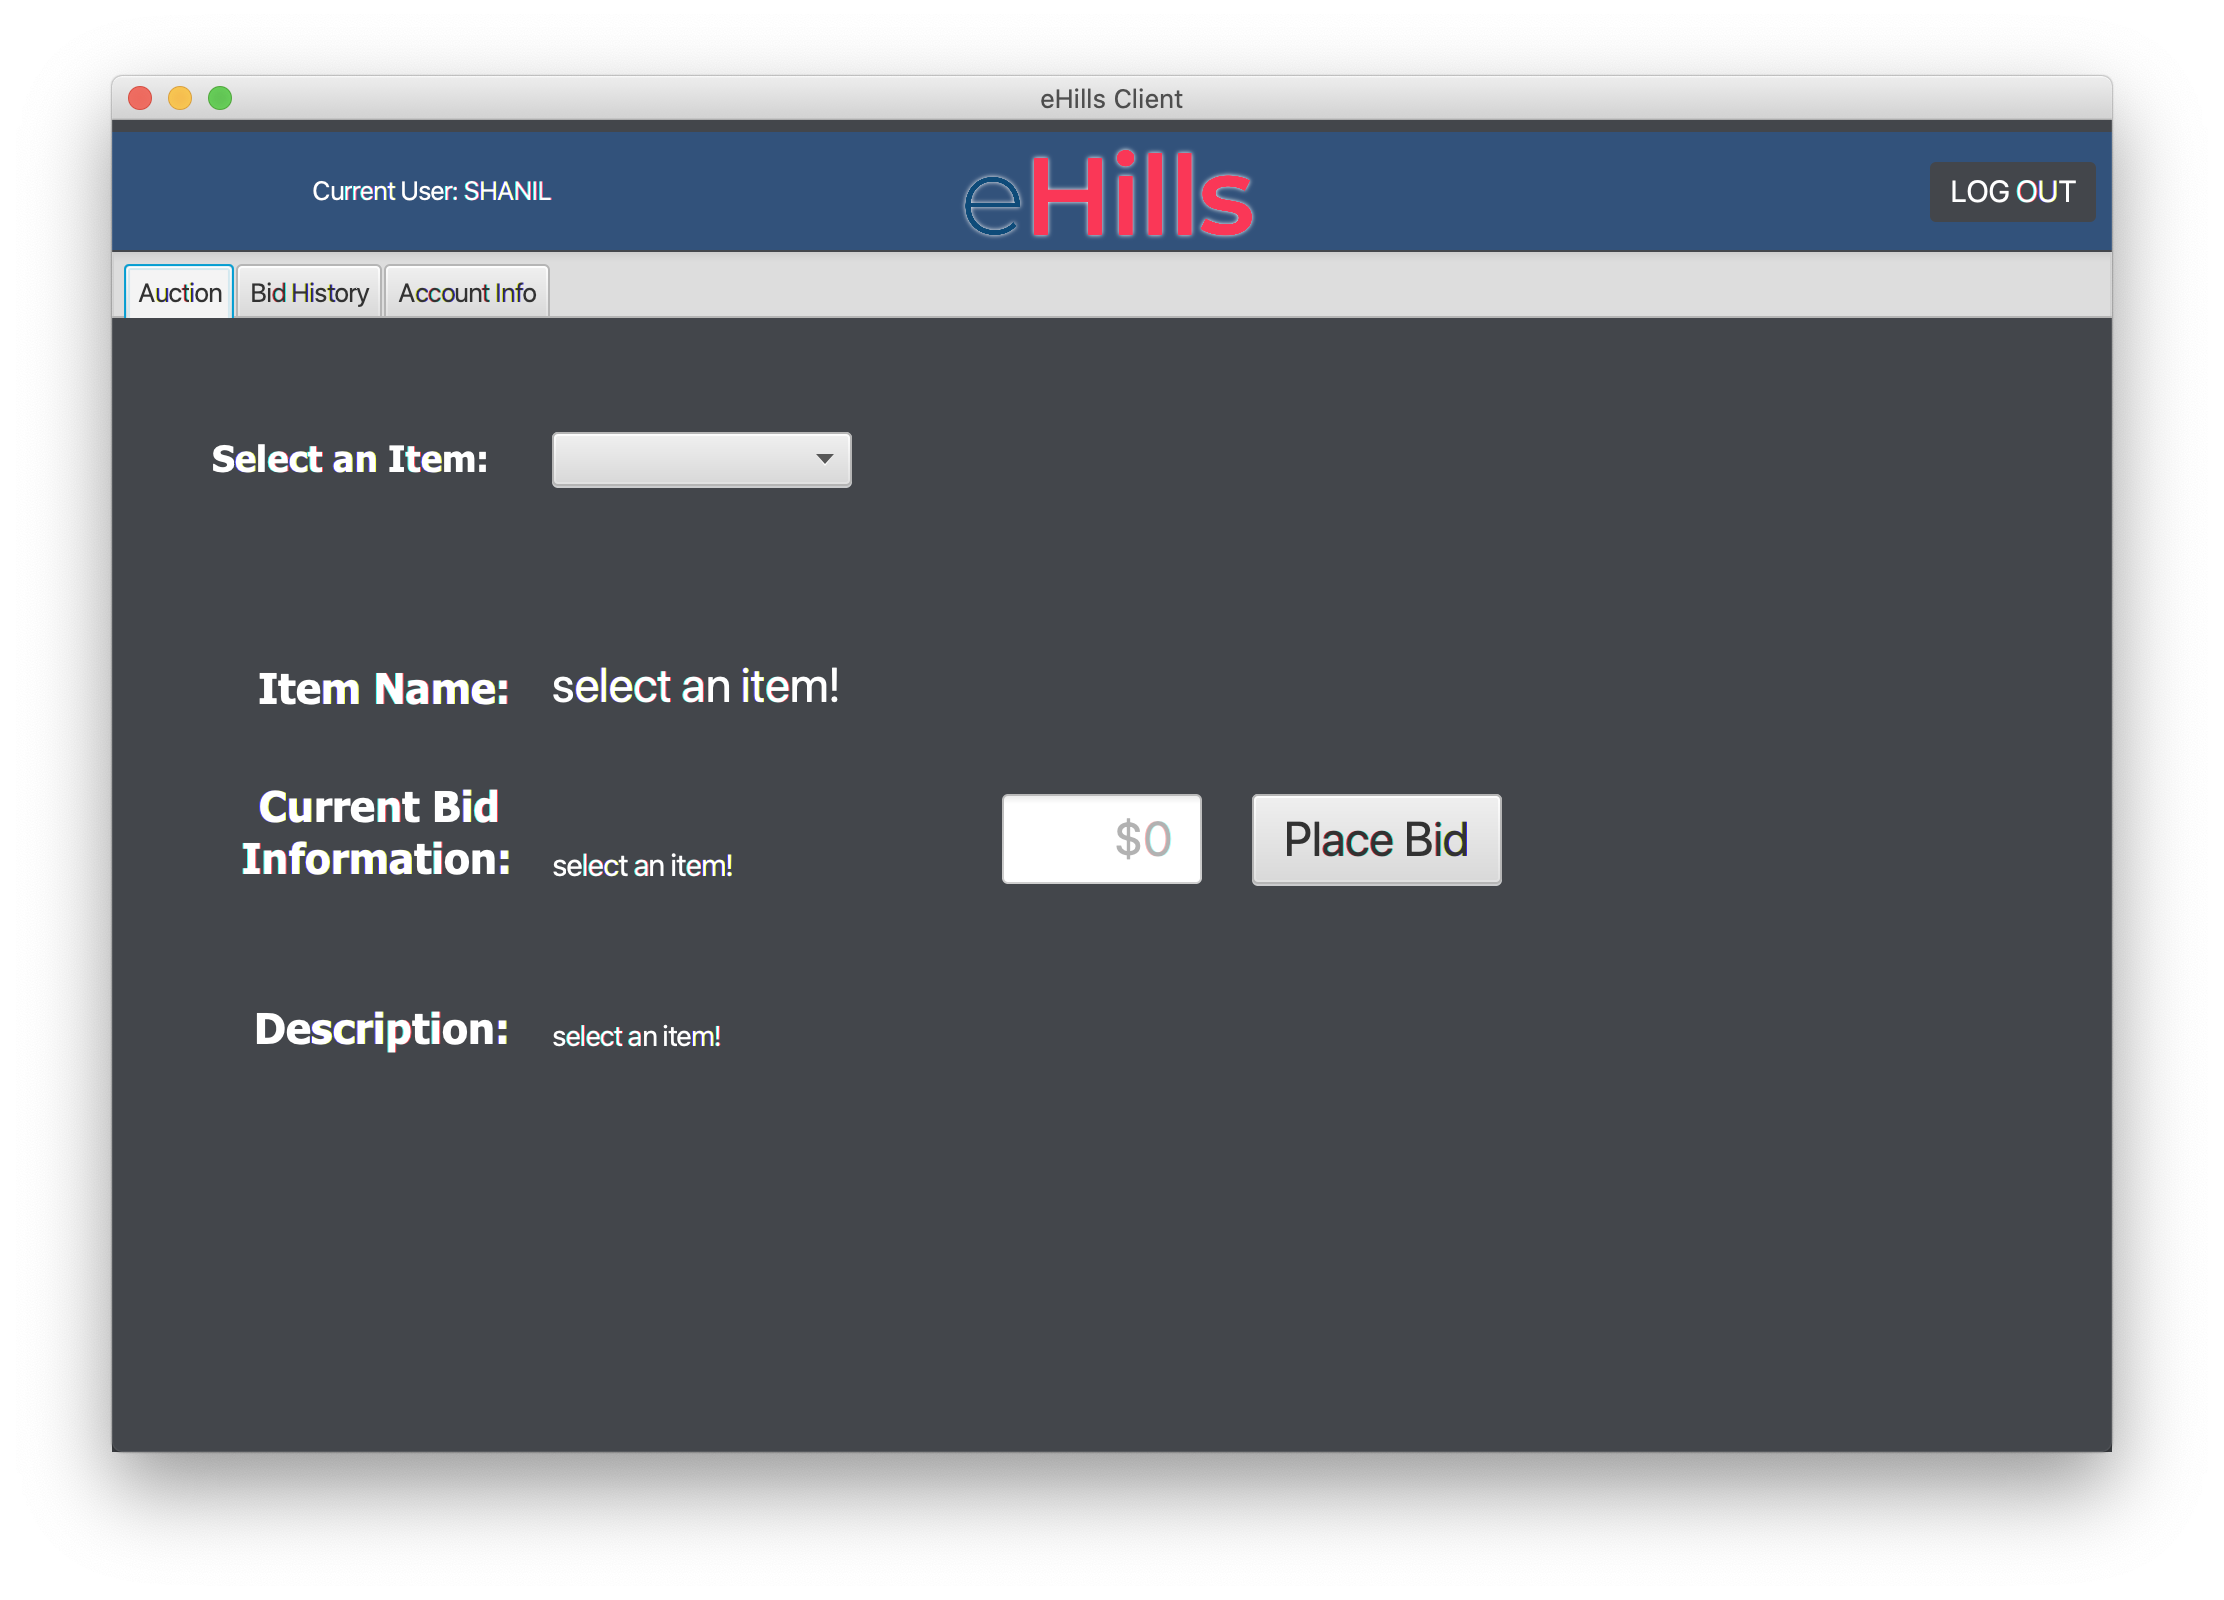 eHills Client
Current User: SHANIL
eHills
LOG OUT
Auction
Bid History
Account Info
Select an Item:
Item Name:
select an item!
Current Bid
Information:
select an item!
$0
Place Bid
Description:
select an item!